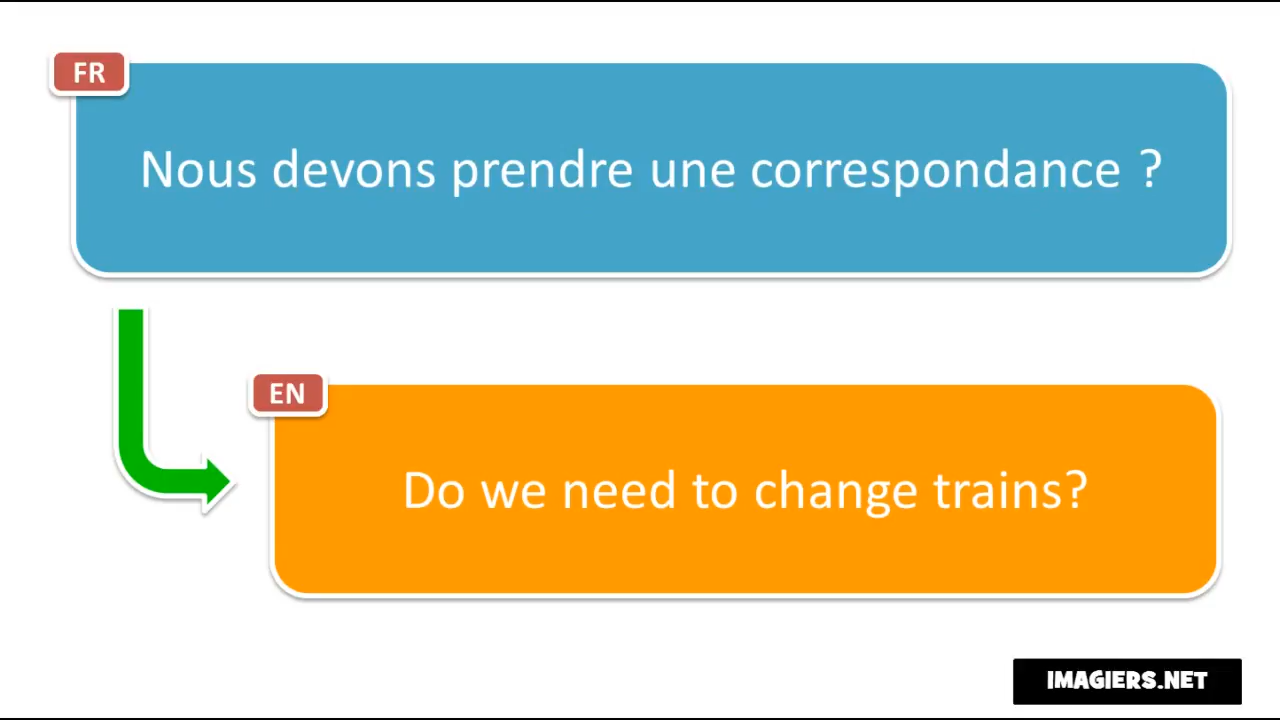 FR
Nous devons prendre une correspondance ?
EN
Do we need to change trains?
IMAGIERS.NET